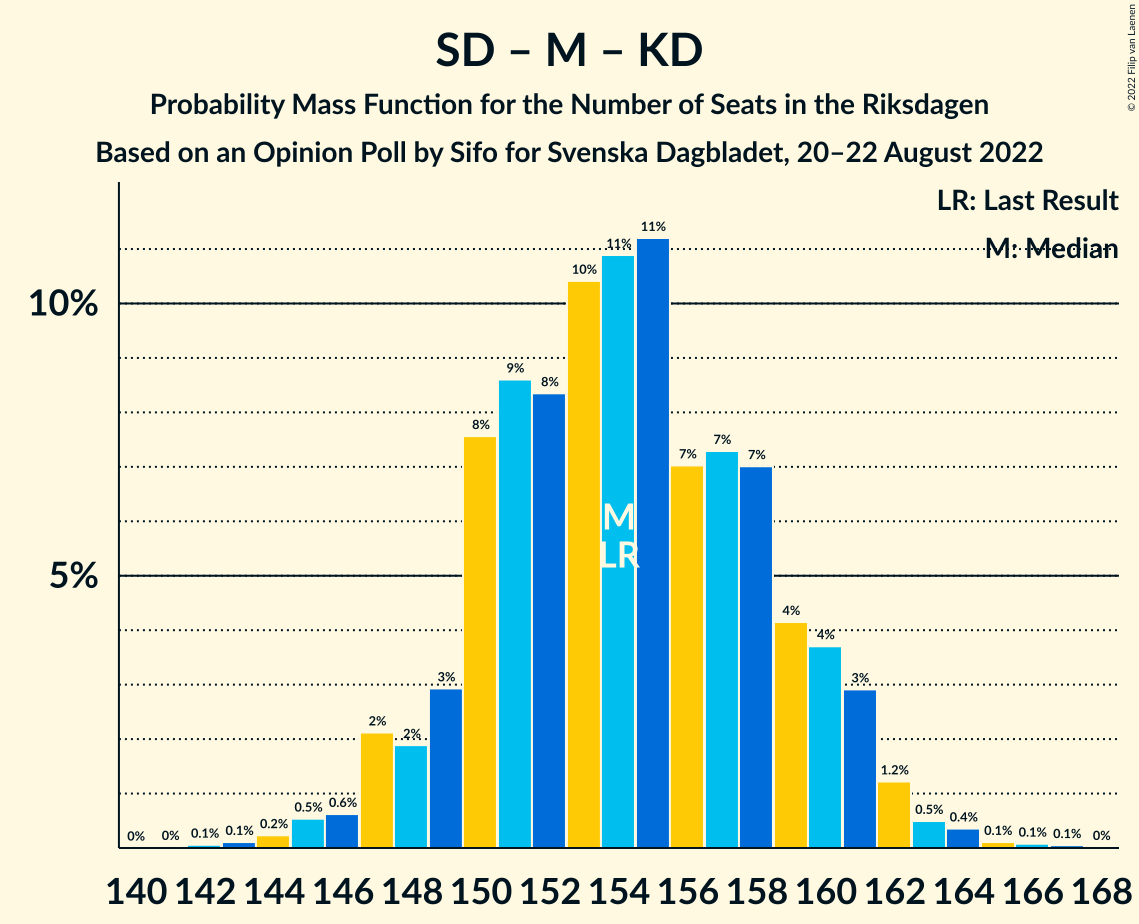 SD – M – KD
Probability Mass Function for the Number of Seats in the Riksdagen
Based on an Opinion Poll by Sifo for Svenska Dagbladet, 20–22 August 2022
© 2022 Filip van Laenen
LR: Last Result
M: Median
10%
5%
0% 0% 0.1% 0.1% 0.2% 0.5% 0.6% 2% 2% 3% 8% 9% 8% 10% 11% 11% 7% 7% 7% 4% 4% 3% 1.2% 0.5% 0.4% 0.1% 0.1% 0.1% 0%
M
LR
140 142 144 146 148 150 152 154 156 158 160 162 164 166 168